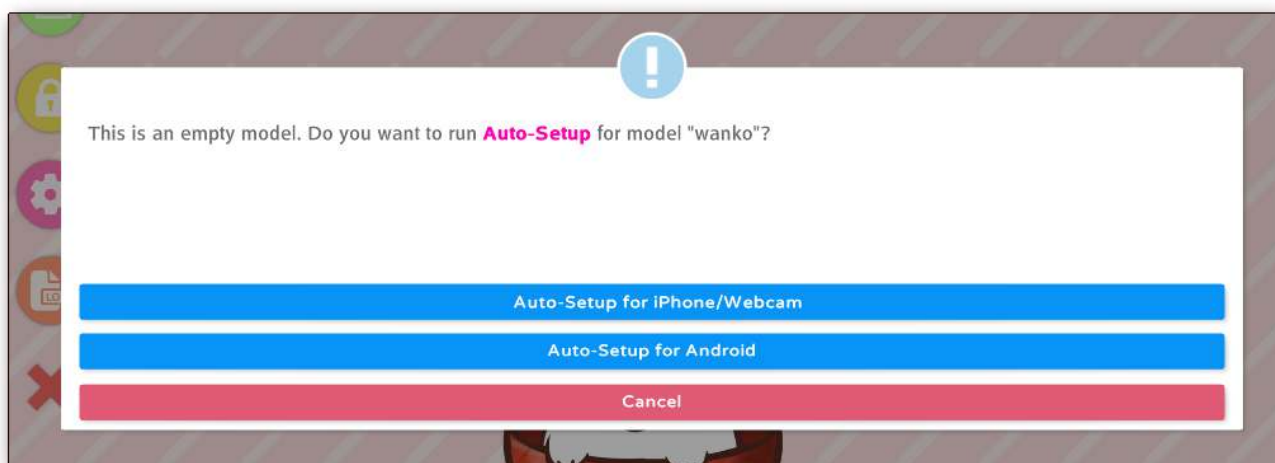 This is an empty model. Do you want to run Auto-Setup for model "wanko"?
LO
Auto-Setup for iPhone/Webcam
Auto-Setup for Android
Cancel